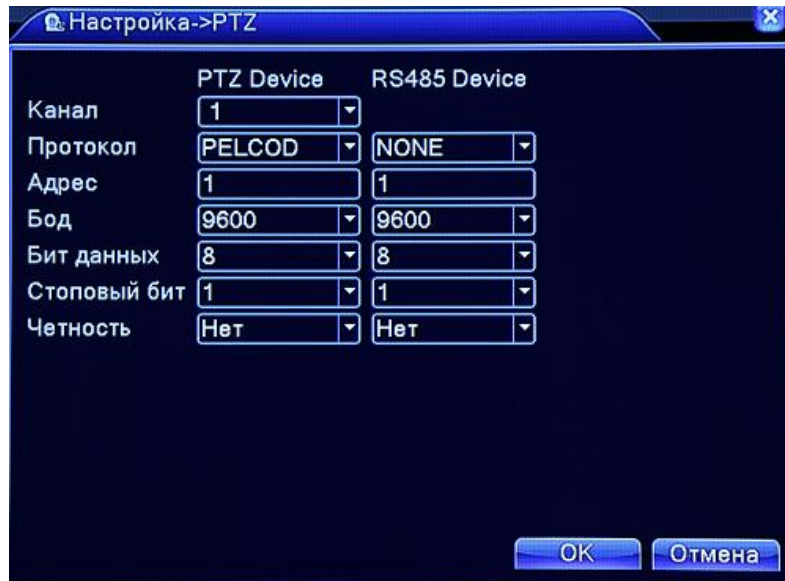 Настройка->PTZ
PTZ Device RS485 Device
Канал 1
Протокол PELCOD NONE
Адрес 1 1
Бод 9600 9600
Бит данных 8 8
Стоповый бит 1 1
Четность Нет Нет
OK Отмена